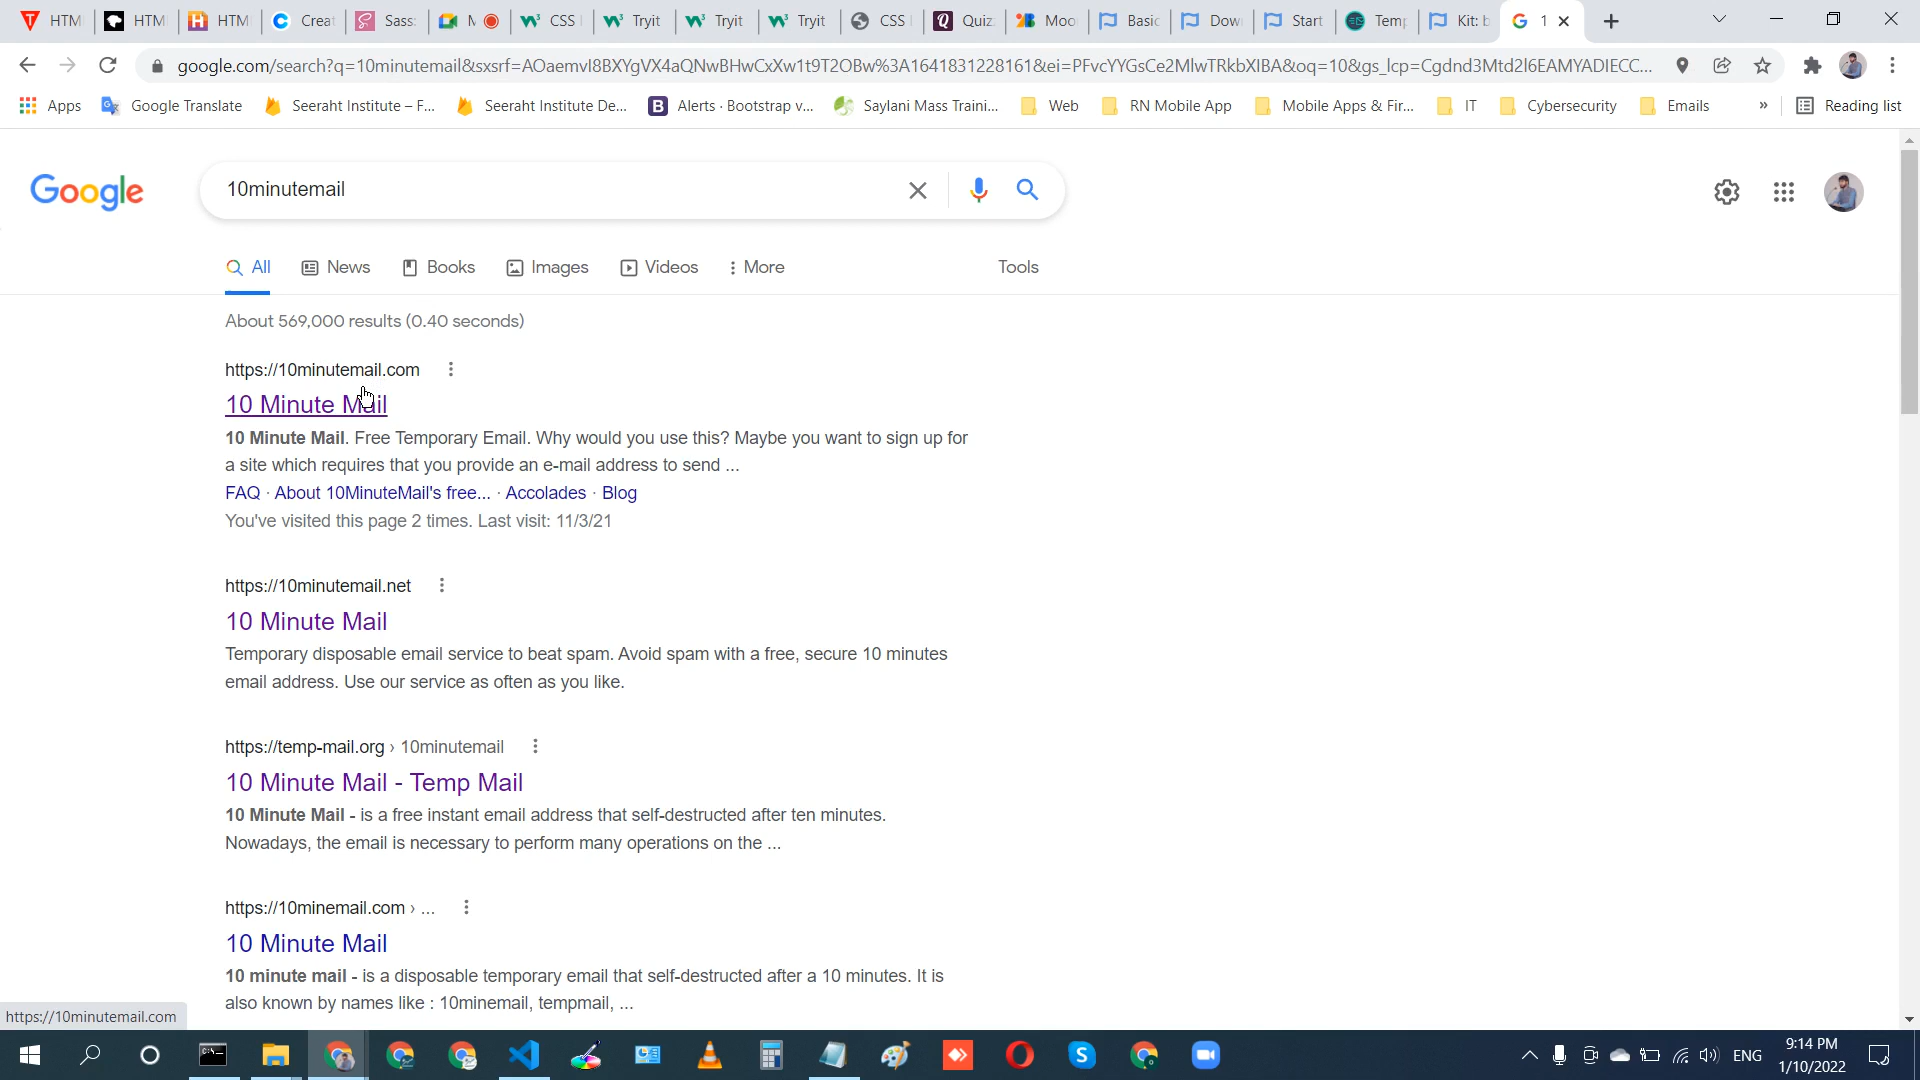 HTM
HTM
HTM
Creat
Sass:
CSS
Tryit
Tryit
Tryit
CSS
Quiz
Moo
Basic
Dow
Start
Temp
Kit: b
1
google.com/search?q=10minutemail&sxsrf=AOaemvI8BXYgVX4aQNwBHwCxXw1t9T2OBw%3A1641831228161&ei=PFvcYYGsCe2MlwTRkbXIBA&oq=10&gs_lcp=Cgdnd3Mtd2l6EAMYADIECC...
Apps
Google Translate
Seeraht Institute – F...
Seeraht Institute De...
Alerts · Bootstrap v...
Saylani Mass Traini...
Web
RN Mobile App
Mobile Apps & Fir...
IT
Cybersecurity
Emails
»
Reading list
Google
10minutemail
All
News
Books
Images
Videos
More
Tools
About 569,000 results (0.40 seconds)
https://10minutemail.com
10 Minute Mail
10 Minute Mail. Free Temporary Email. Why would you use this? Maybe you want to sign up for
a site which requires that you provide an e-mail address to send ...
FAQ · About 10MinuteMail's free... · Accolades · Blog
You've visited this page 2 times. Last visit: 11/3/21
https://10minutemail.net
10 Minute Mail
Temporary disposable email service to beat spam. Avoid spam with a free, secure 10 minutes
email address. Use our service as often as you like.
https://temp-mail.org › 10minutemail
10 Minute Mail - Temp Mail
10 Minute Mail - is a free instant email address that self-destructed after ten minutes.
Nowadays, the email is necessary to perform many operations on the ...
https://10minemail.com › ...
10 Minute Mail
10 minute mail - is a disposable temporary email that self-destructed after a 10 minutes. It is
also known by names like : 10minemail, tempmail, ...
https://10minutemail.com
ENG
9:14 PM
1/10/2022